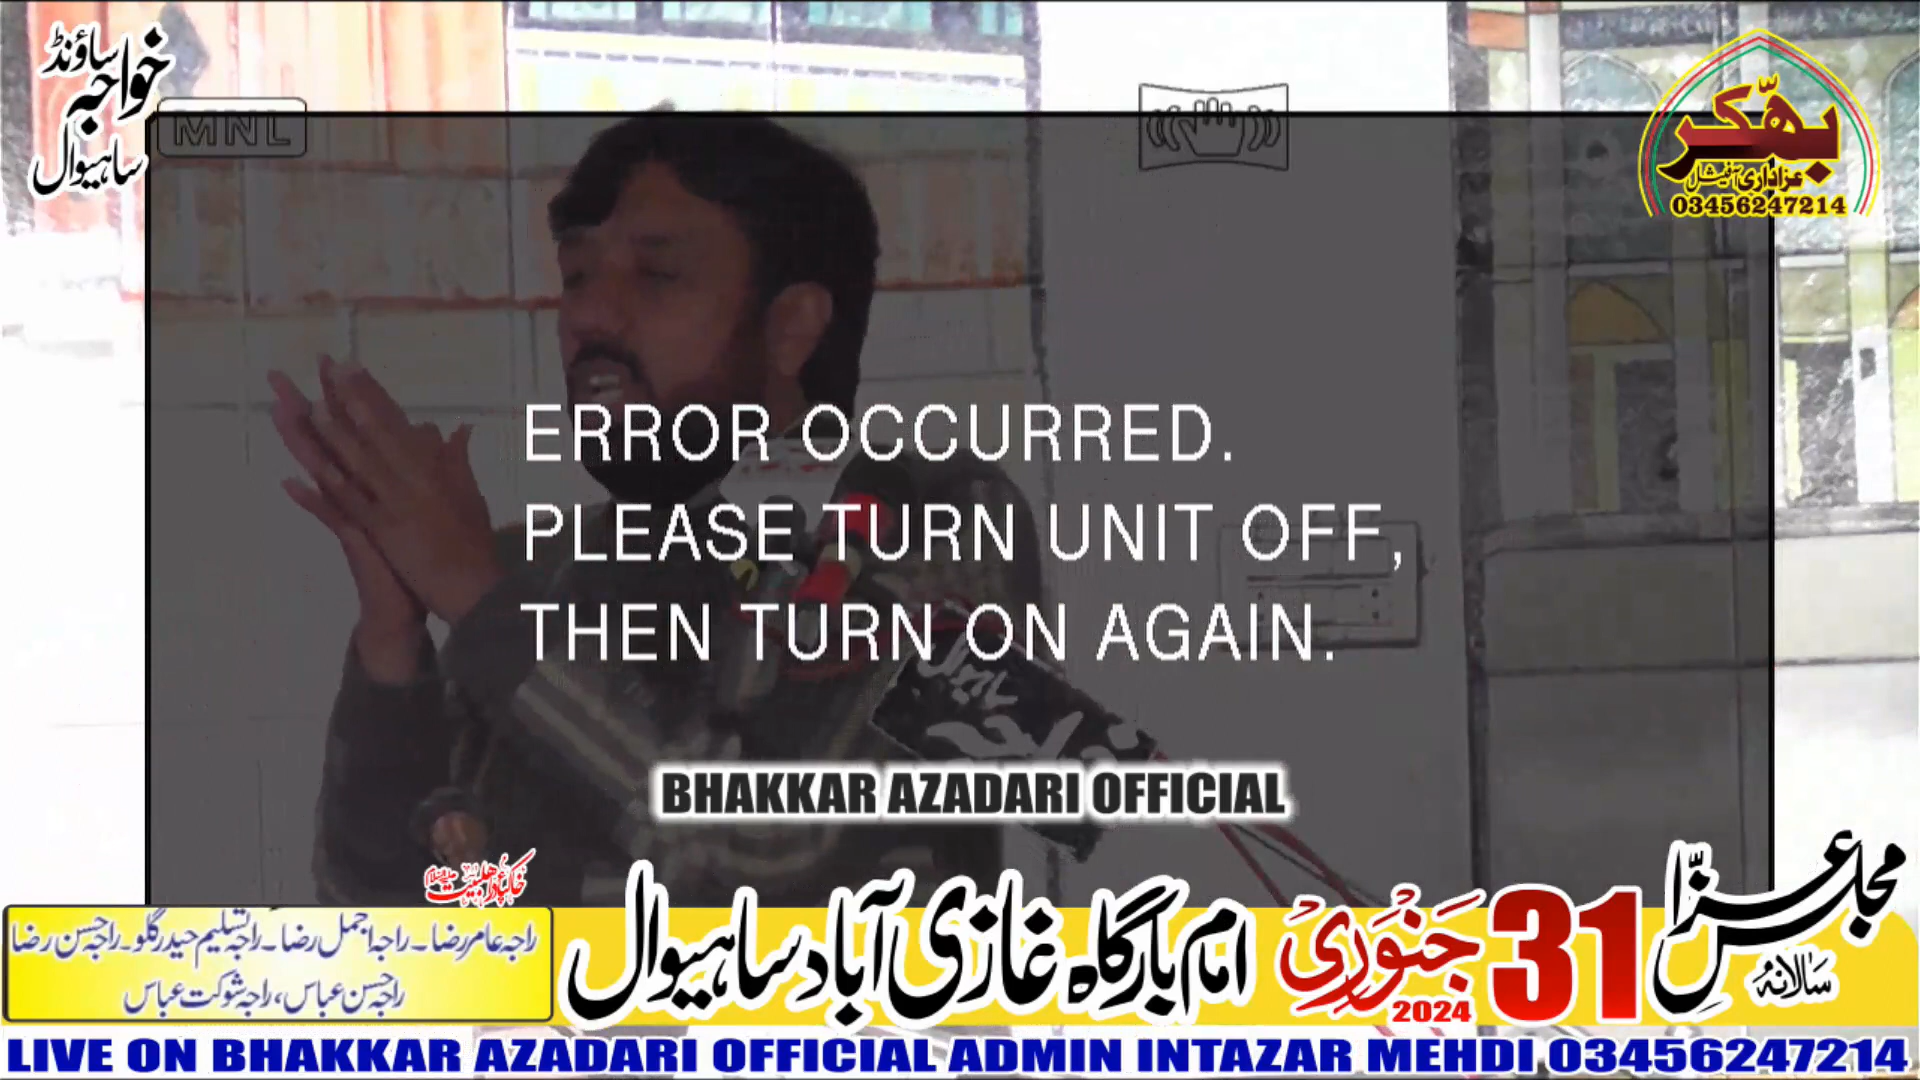 خواجہ
ساؤنڈ
ساہیوال
MNL
بھکر
عزاداری آفیشل
03456247214
ERROR OCCURRED.
PLEASE TURN UNIT OFF,
THEN TURN ON AGAIN.
BHAKKAR AZADARI OFFICIAL
مجلس عزا
سالانہ
31 جنوری
2024
امام بارگاہ غازی آباد ساہیوال
خاکپائے اھلبیت
راجہ عامر رضا۔راجہ اجمل رضا۔راجہ تسلیم حیدر گلو۔راجہ حسن رضا
راجہ حسن عباس، راجہ شوکت عباس
LIVE ON BHAKKAR AZADARI OFFICIAL ADMIN INTAZAR MEHDI 03456247214